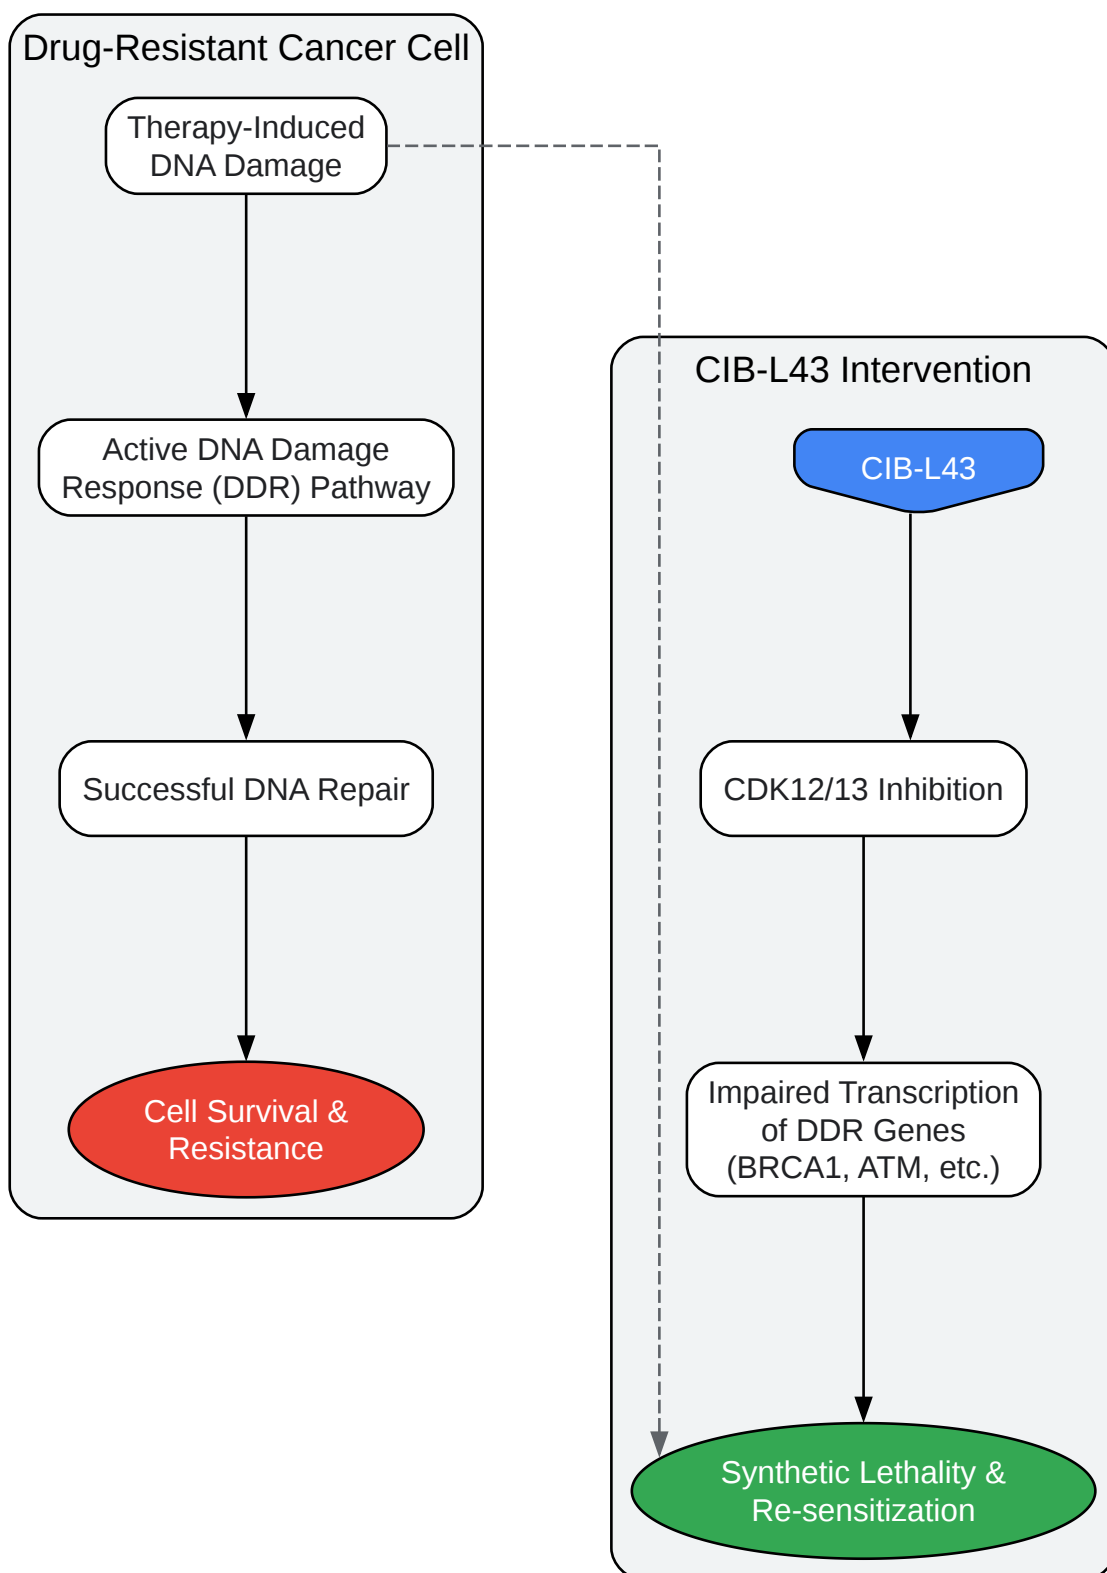 Drug-Resistant Cancer Cell
Therapy-Induced
DNA Damage
Active DNA Damage
Response (DDR) Pathway
Successful DNA Repair
Cell Survival &
Resistance
CIB-L43 Intervention
CIB-L43
CDK12/13 Inhibition
Impaired Transcription
of DDR Genes
(BRCA1, ATM, etc.)
Synthetic Lethality &
Re-sensitization